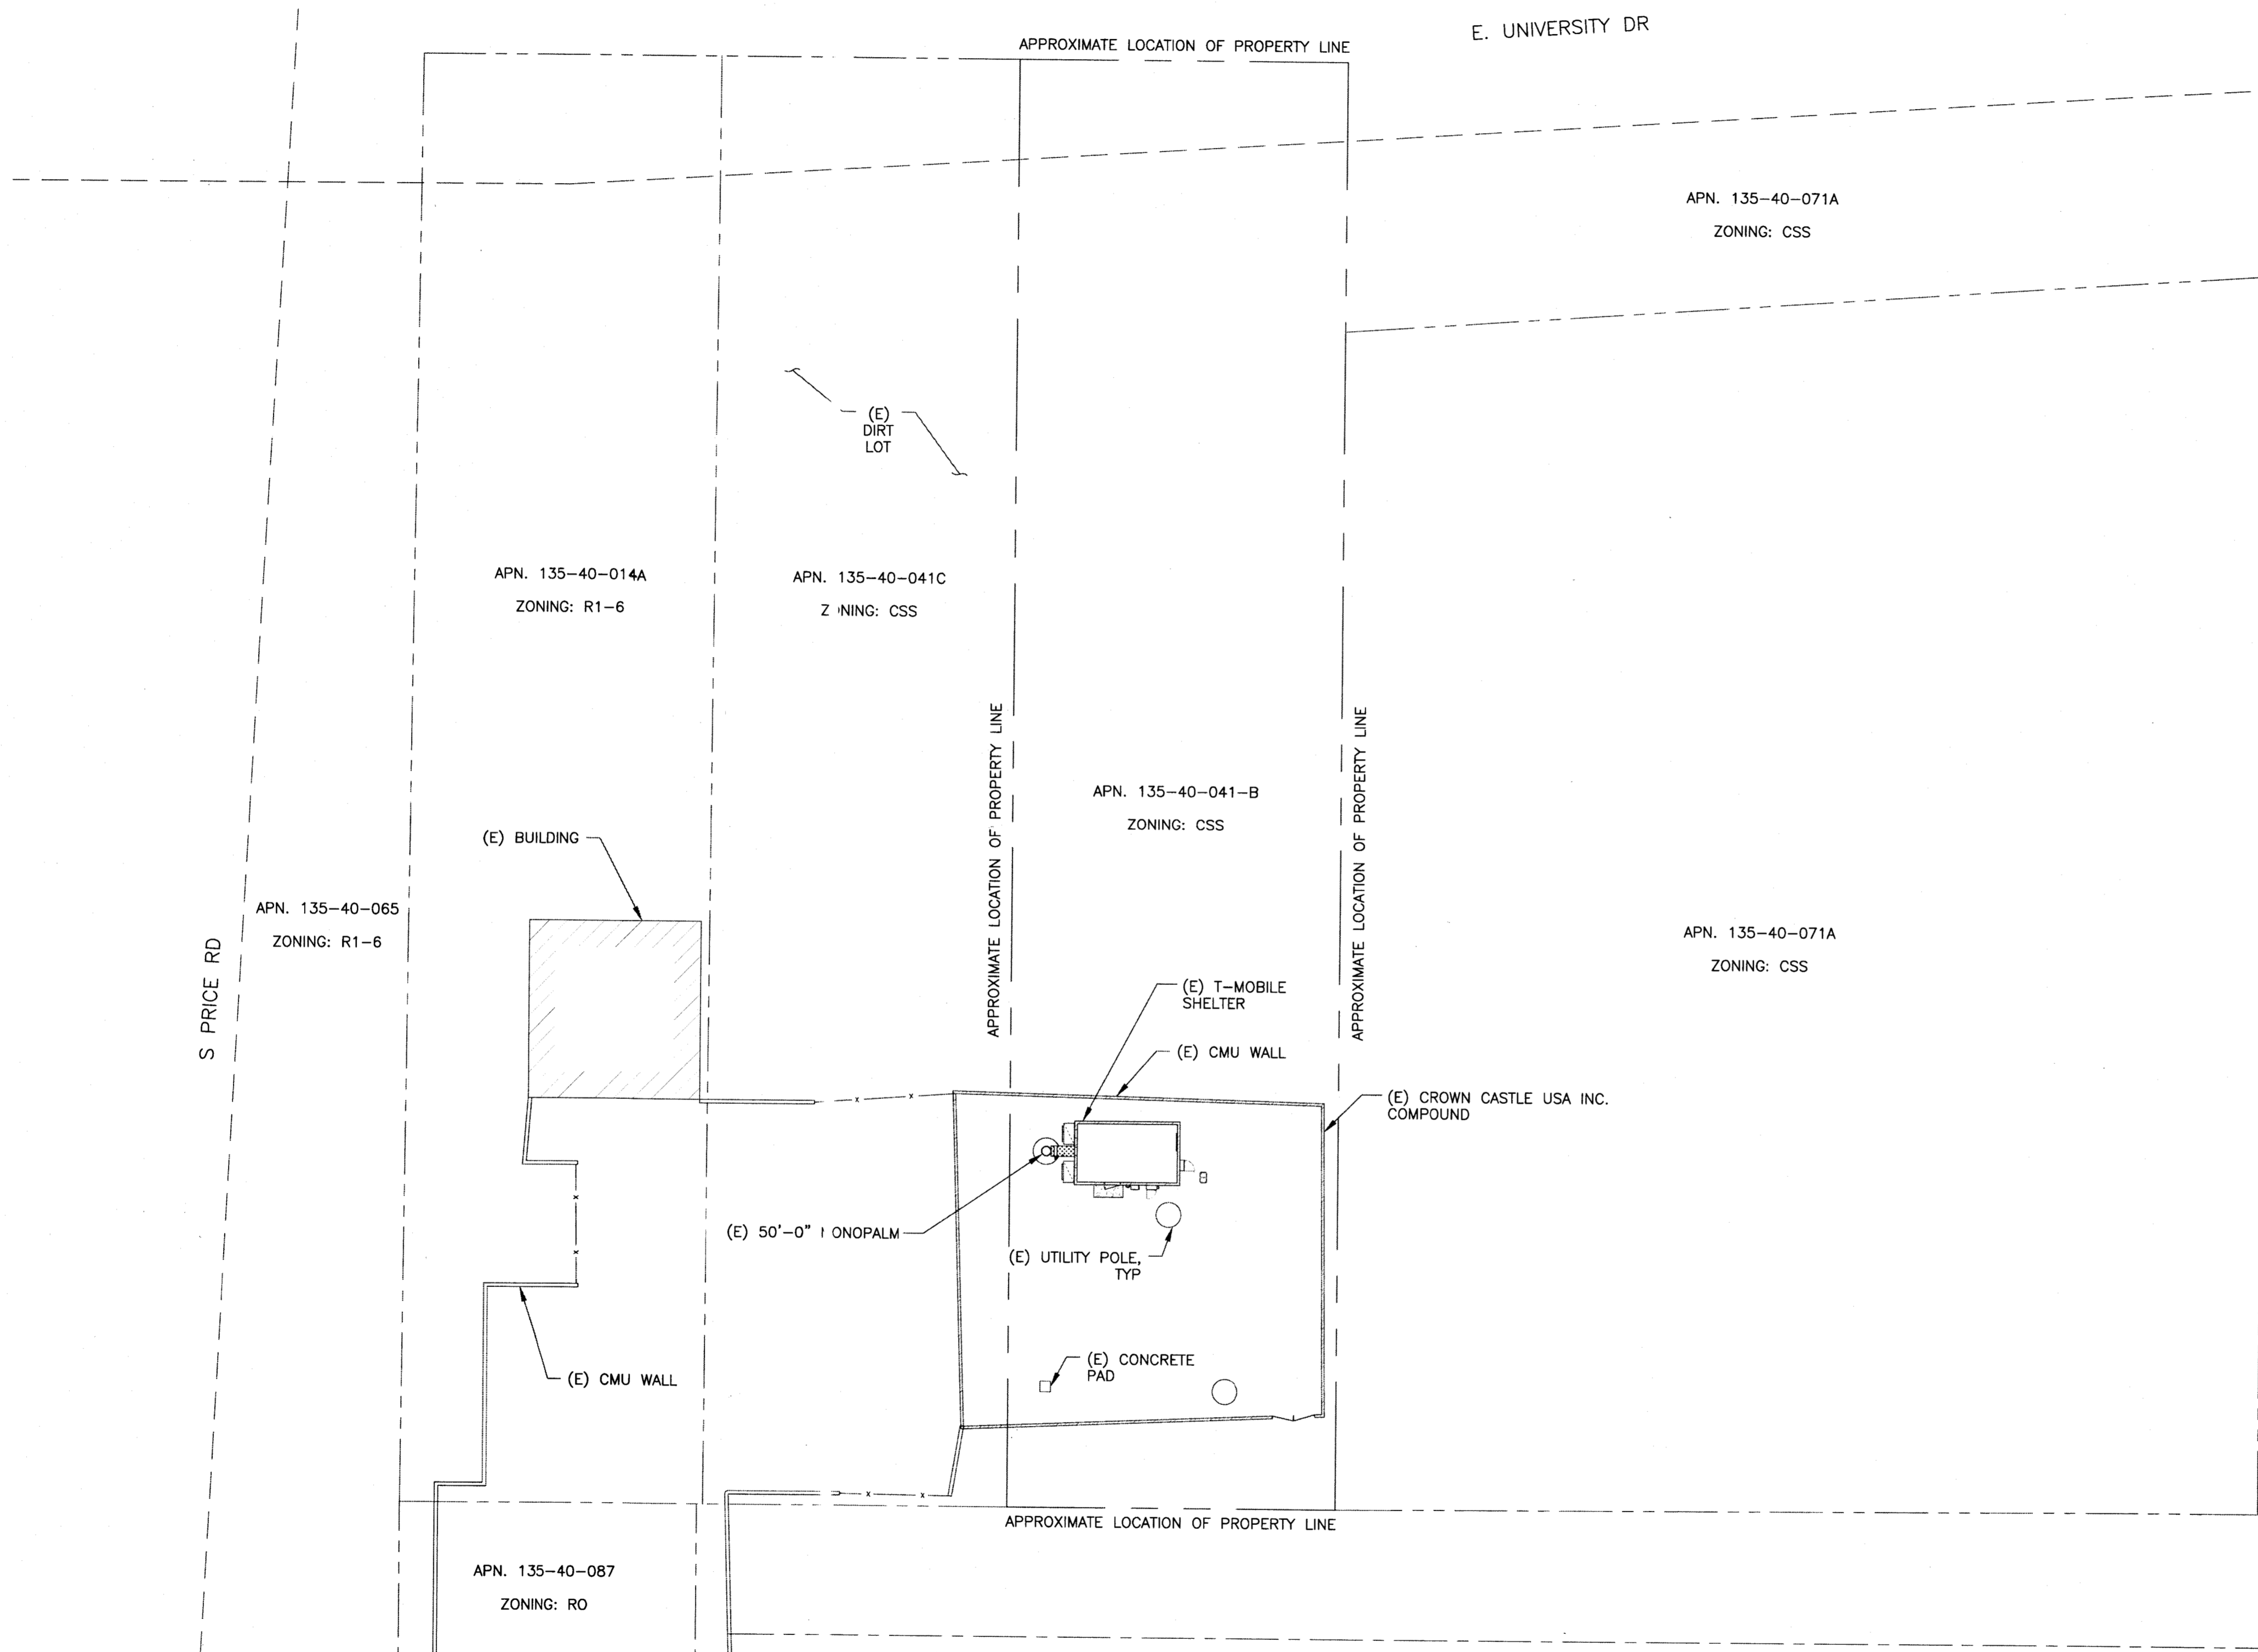 E. UNIVERSITY DR
APPROXIMATE LOCATION OF PROPERTY LINE
APN. 135-40-071A
ZONING: CSS
(E)
DIRT
LOT
APN. 135-40-014A
ZONING: R1-6
APN. 135-40-041C
Z NING: CSS
APPROXIMATE LOCATION OF PROPERTY LINE
APPROXIMATE LOCATION OF PROPERTY LINE
APN. 135-40-041-B
ZONING: CSS
(E) BUILDING
APN. 135-40-065
ZONING: R1-6
S PRICE RD
APN. 135-40-071A
ZONING: CSS
(E) T-MOBILE
SHELTER
(E) CMU WALL
(E) CROWN CASTLE USA INC.
COMPOUND
(E) 50'-0" ONOPALM
(E) UTILITY POLE,
TYP
(E) CONCRETE
PAD
(E) CMU WALL
APPROXIMATE LOCATION OF PROPERTY LINE
APN. 135-40-087
ZONING: RO